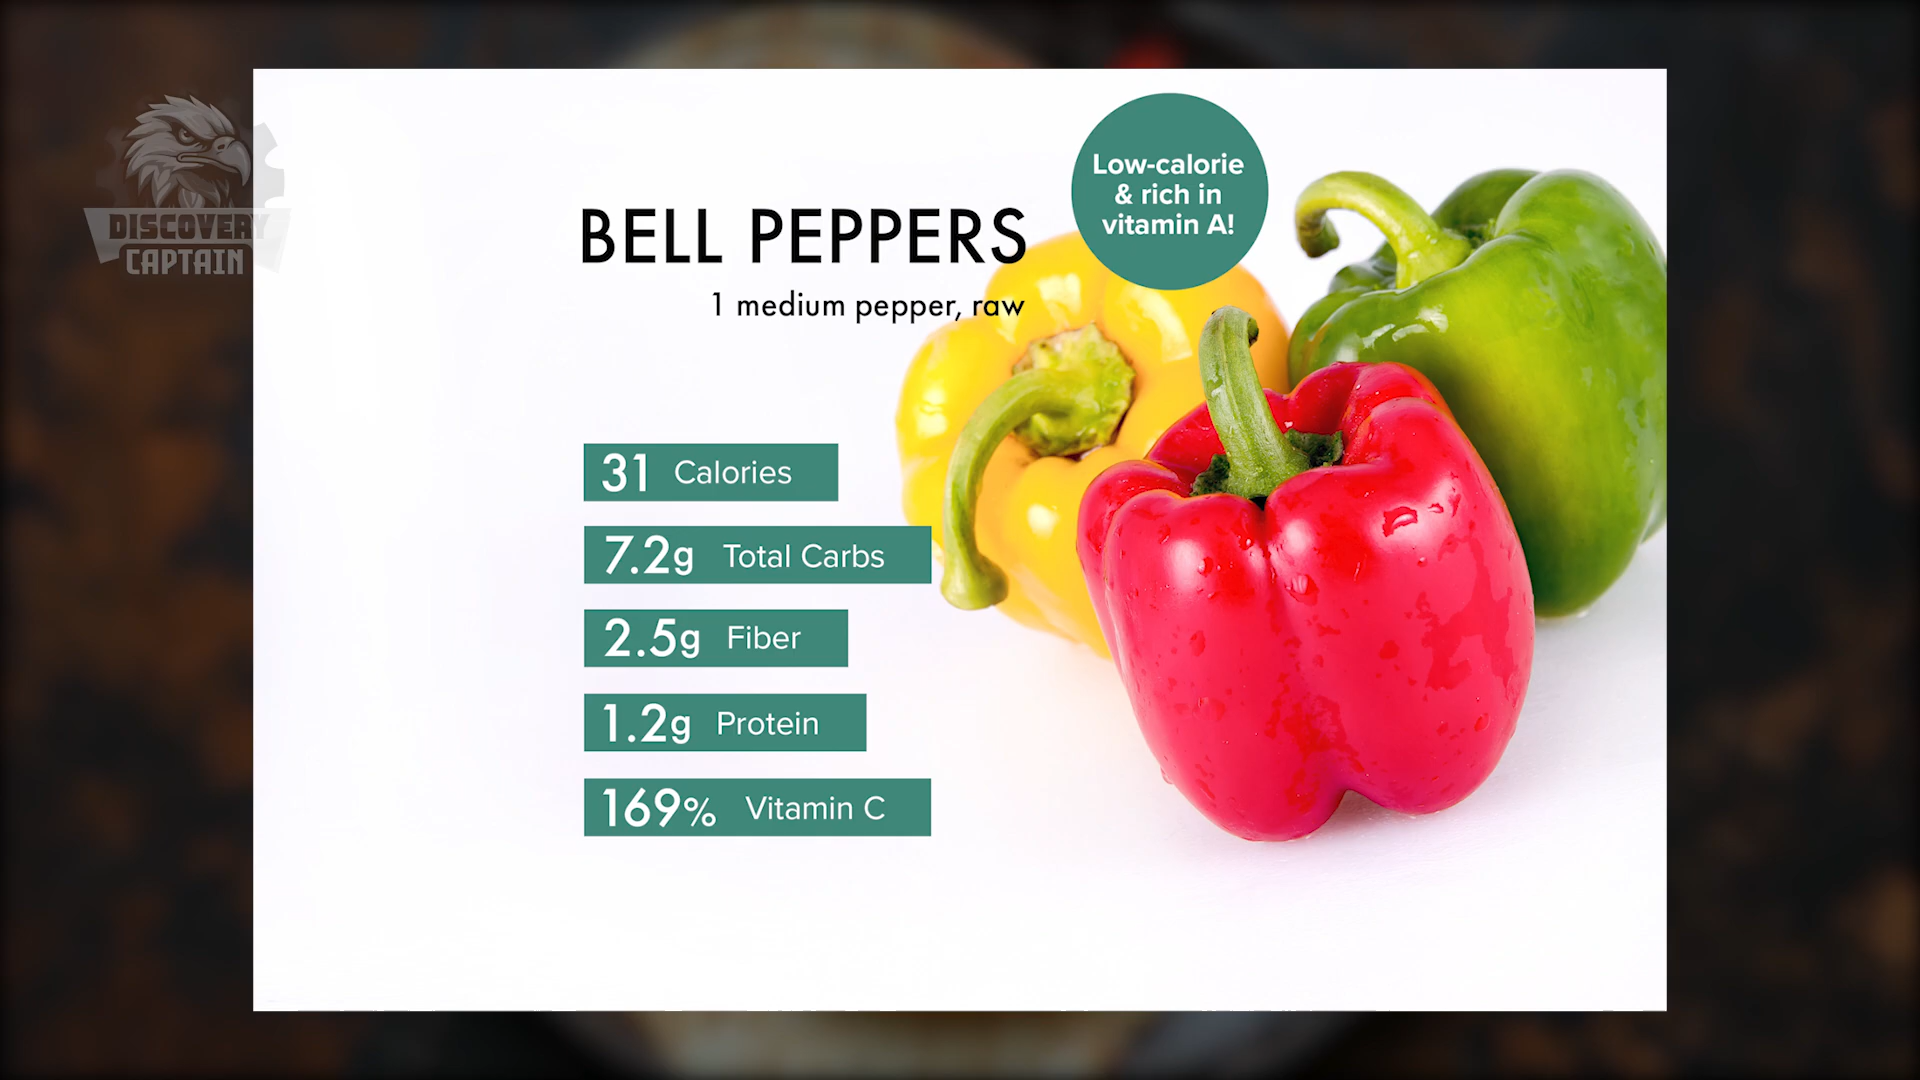 DISCOVERY
CAPTAIN
Low-calorie
& rich in
vitamin A!
BELL PEPPERS
1 medium pepper, raw
31 Calories
7.2g Total Carbs
2.5g Fiber
1.2g Protein
169% Vitamin C